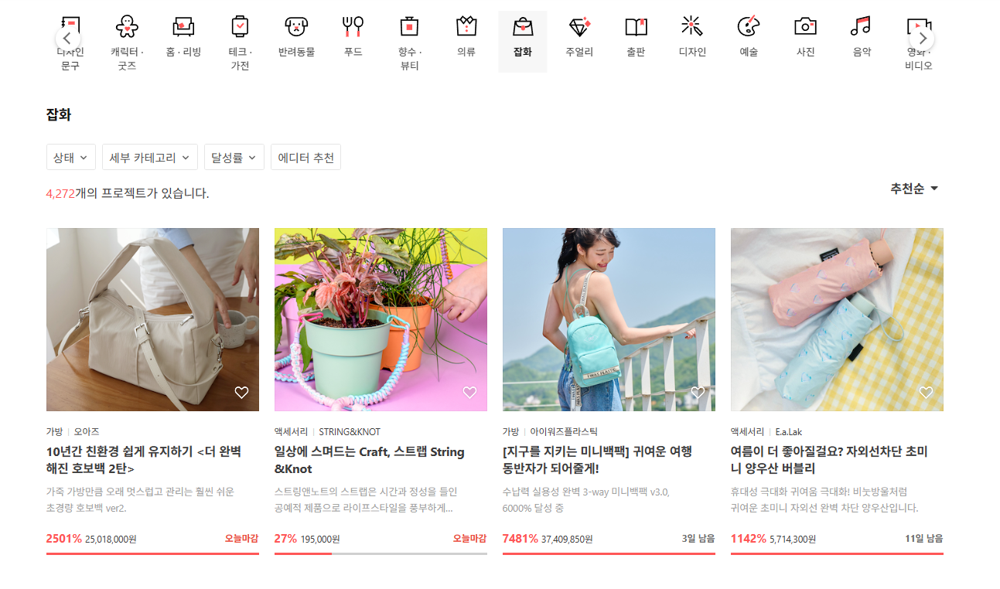 디자인 문구
캐릭터 · 굿즈
홈 · 리빙
테크 · 가전
반려동물
푸드
향수 · 뷰티
의류
잡화
주얼리
출판
디자인
예술
사진
음악
영화 · 비디오
잡화
상태
세부 카테고리
달성률
에디터 추천
4,272개의 프로젝트가 있습니다.
추천순
가방 | 오아즈
10년간 친환경 쉽게 유지하기 <더 완벽
해진 호보백 2탄>
가죽 가방만큼 오래 멋스럽고 관리는 훨씬 쉬운
초경량 호보백 ver2.
2501% 25,018,000원 오늘마감
액세서리 | STRING&KNOT
일상에 스며드는 Craft, 스트랩 String
&Knot
스트링앤노트의 스트랩은 시간과 정성을 들인
공예적 제품으로 라이프스타일을 풍부하게...
27% 195,000원 오늘마감
I WAS PLASTIC
가방 | 아이워즈플라스틱
[지구를 지키는 미니백팩] 귀여운 여행
동반자가 되어줄게!
수납력 실용성 완벽 3-way 미니백팩 v3.0,
6000% 달성 중
7481% 37,409,850원 3일 남음
액세서리 | E.a.Lak
여름이 더 좋아질걸요? 자외선차단 초미
니 양우산 버블리
휴대성 극대화 귀여움 극대화! 비눗방울처럼
귀여운 초미니 자외선 완벽 차단 양우산입니다.
1142% 5,714,300원 11일 남음